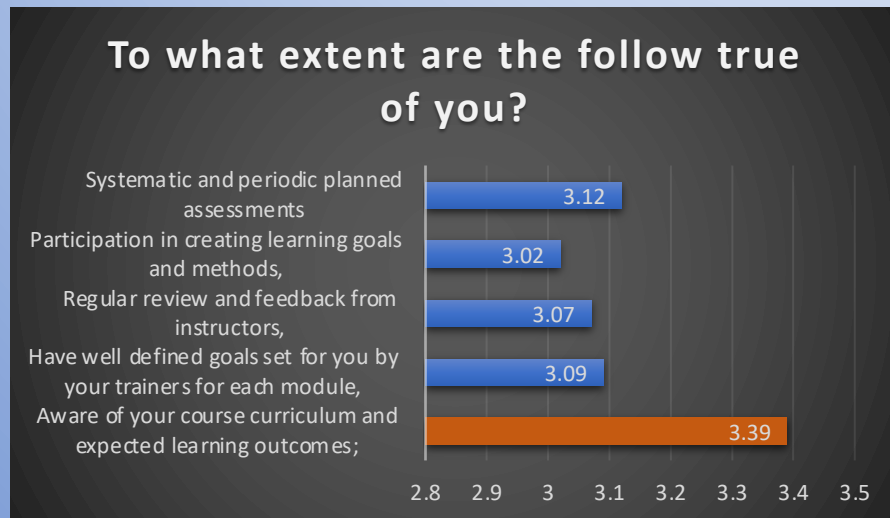 To what extent are the follow true
of you?
Systematic and periodic planned
assessments
3.12
Participation in creating learning goals
and methods,
3.02
Regular review and feedback from
instructors,
3.07
Have well defined goals set for you by
your trainers for each module,
3.09
Aware of your course curriculum and
expected learning outcomes;
3.39
2.8 2.9 3 3.1 3.2 3.3 3.4 3.5